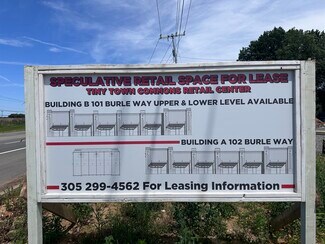 SPECULATIVE RETAIL SPACE FOR LEASE
TINY TOWN COMMONS RETAIL CENTER
BUILDING B 101 BURLE WAY UPPER & LOWER LEVEL AVAILABLE
BUILDING A 102 BURLE WAY
305 299-4562 For Leasing Information